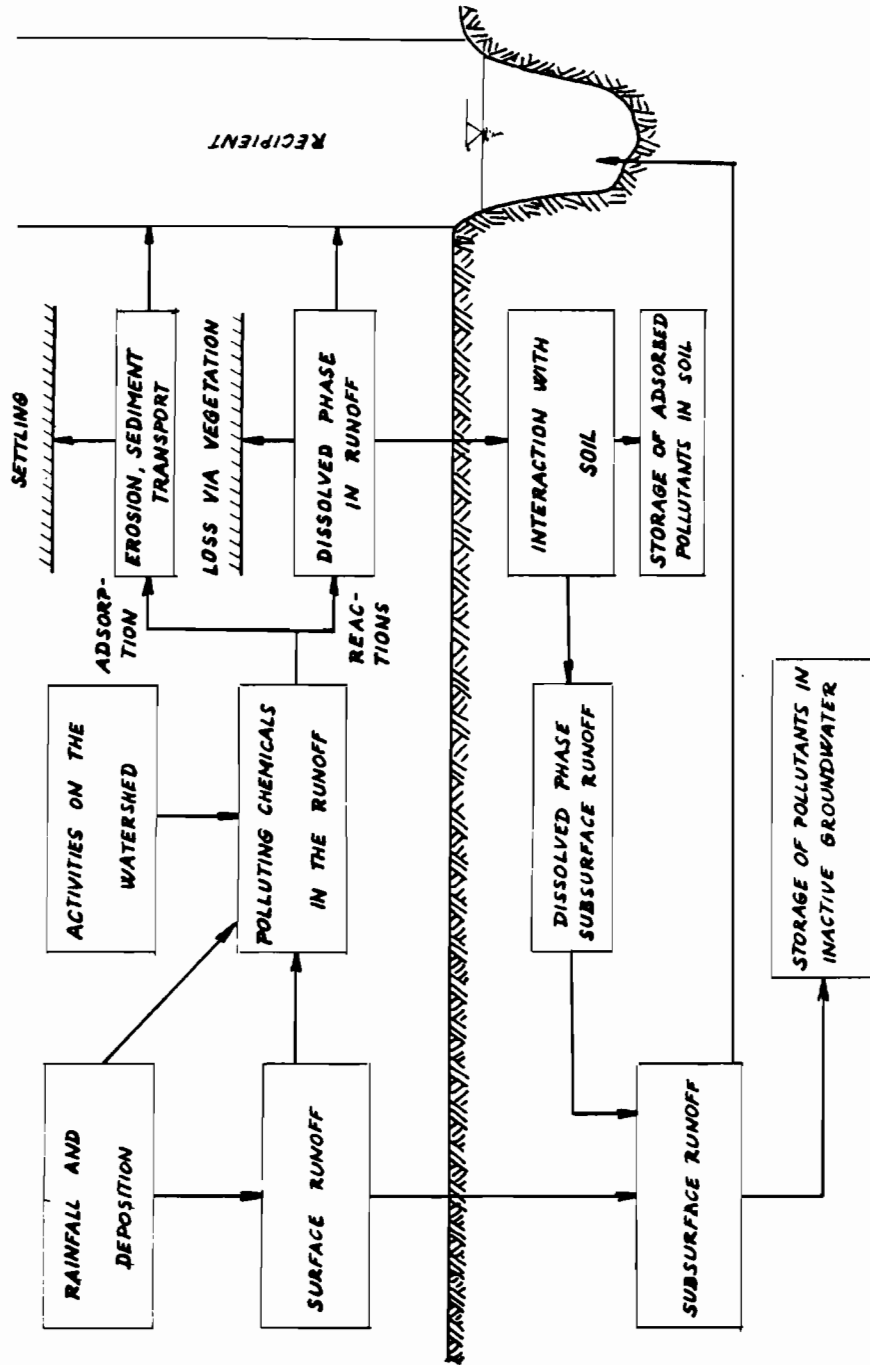 RAINFALL AND
DEPOSITION
ACTIVITIES ON THE
WATERSHED
SETTLING
SURFACE RUNOFF
POLLUTING CHEMICALS
IN THE RUNOFF
ADSORP-
TION
EROSION, SEDIMENT
TRANSPORT
LOSS VIA VEGETATION
REAC-
TIONS
DISSOLVED PHASE
IN RUNOFF
RECIPIENT
INTERACTION WITH
SOIL
DISSOLVED PHASE
SUBSURFACE RUNOFF
STORAGE OF ADSORBED
POLLUTANTS IN SOIL
SUBSURFACE RUNOFF
STORAGE OF POLLUTANTS IN
INACTIVE GROUNDWATER